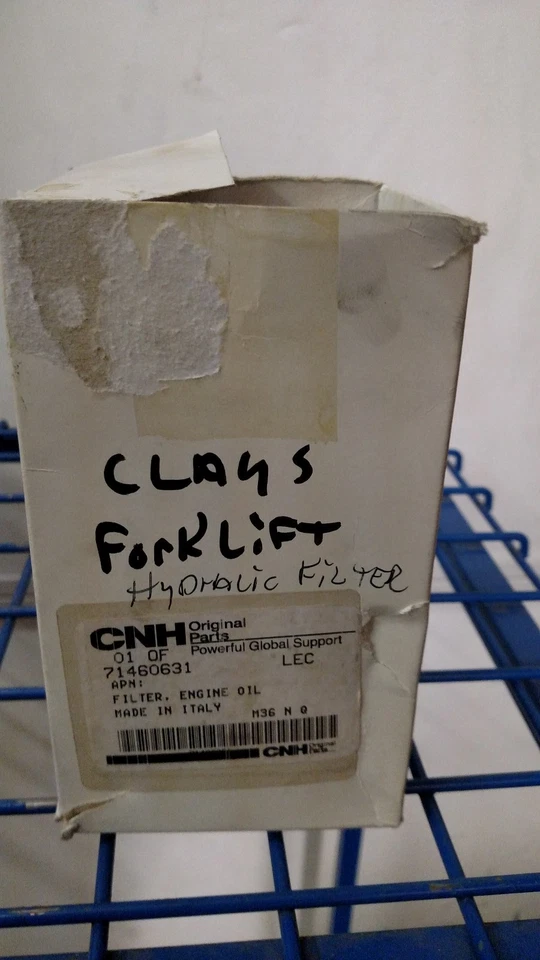 CLAYS
ForkLiFT
HyDRALiC FiLTER
CNH Original Parts
Powerful Global Support
01 OF LEC
71460631
APN:
FILTER, ENGINE OIL
MADE IN ITALY M36 N 0
CNH